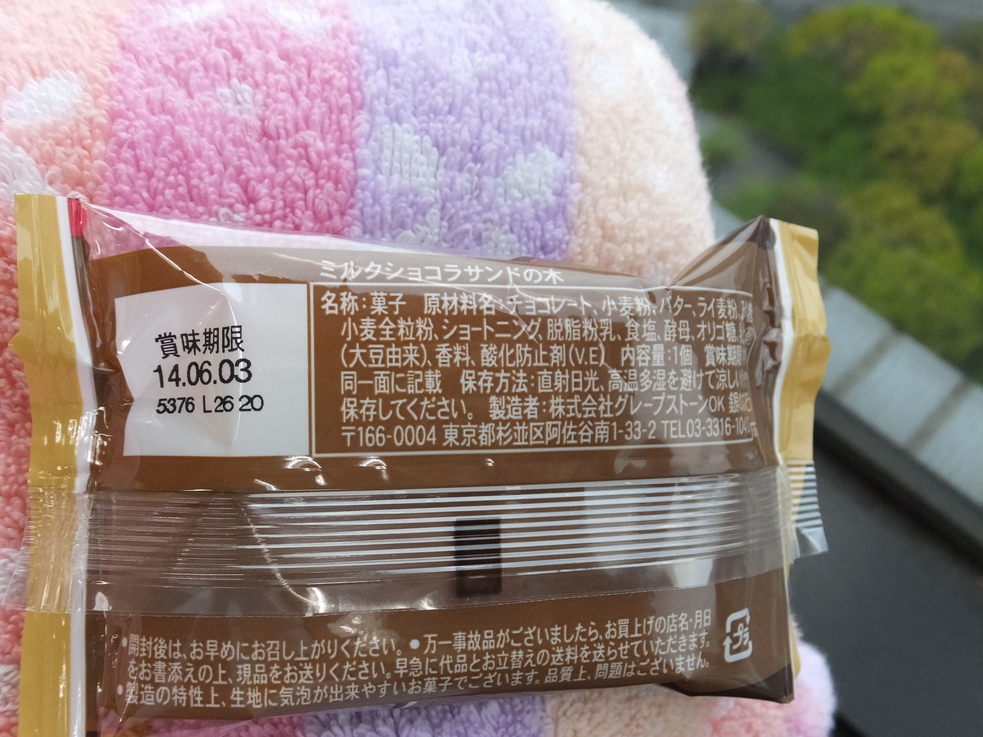 ミルクショコラサンドの木
賞味期限
14.06.03
5376 L26 20
名称：菓子 原材料名：チョコレート、小麦粉、バター、ライ麦粉、
小麦全粒粉、ショートニング、脱脂粉乳、食塩、酵母、オリゴ糖、
（大豆由来）、香料、酸化防止剤（V.E） 内容量：1個 賞味期限
同一面に記載 保存方法：直射日光、高温多湿を避けて涼しい
保存してください。 製造者：株式会社グレープストーンOK
〒166-0004 東京都杉並区阿佐谷南1-33-2 TEL03-3316-
•開封後は、お早めにお召し上がりください。 •万一事故品がございましたら、お買上げの店名・月日
をお書添えの上、現品をお送りください。早急に代品とお立替えの送料を送らせていただきます。
•製造の特性上、生地に気泡が出来やすいお菓子でございます。品質上、問題はございません。
プラ